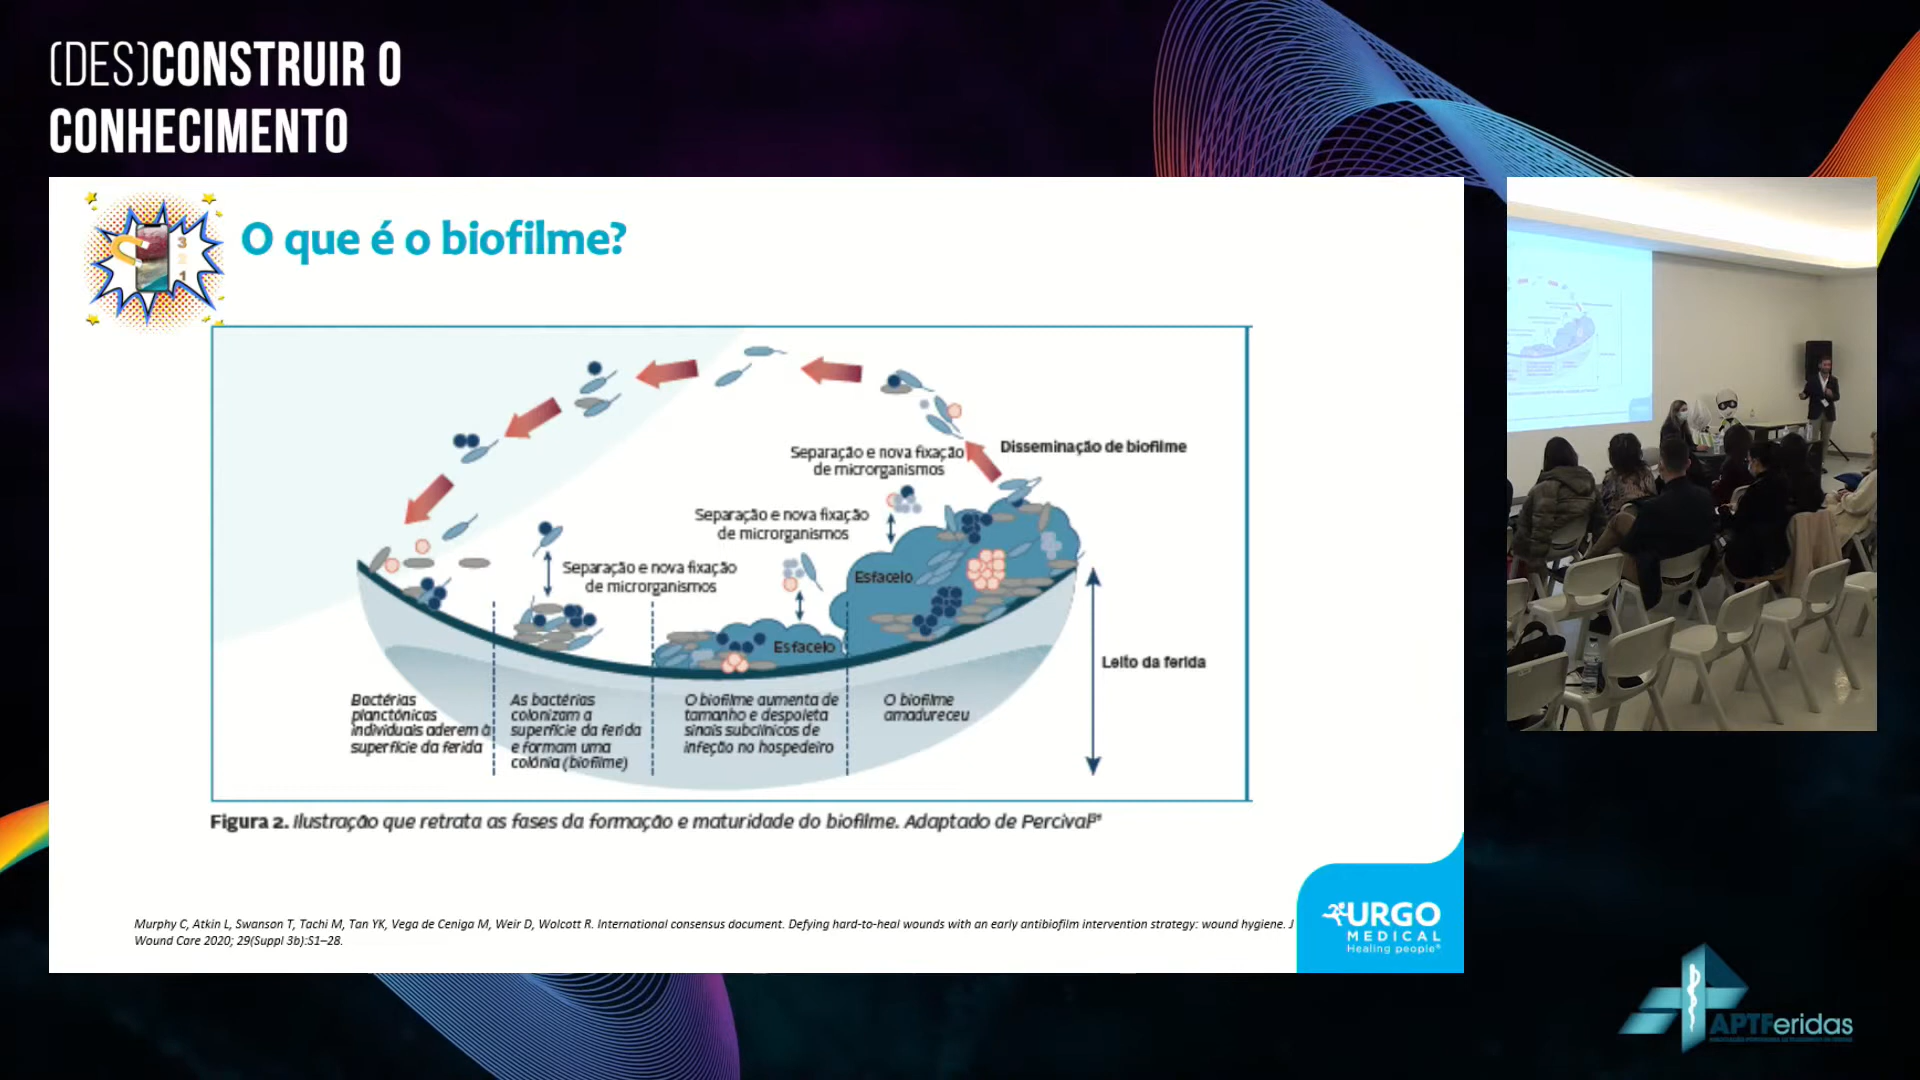 (DES)CONSTRUIR O
CONHECIMENTO
O que é o biofilme?
3
2
1
Disseminação de biofilme
Separação e nova fixação
de microrganismos
Separação e nova fixação
de microrganismos
Separação e nova fixação
de microrganismos
Esfacelo
Esfacelo
Leito da ferida
Bactérias
planctónicas
individuais aderem à
superfície da ferida
As bactérias
colonizam a
superfície da ferida
e formam uma
colónia (biofilme)
O biofilme aumenta de
tamanho e despoleta
sinais subclínicos de
infeção no hospedeiro
O biofilme
amadureceu
Figura 2. Ilustração que retrata as fases da formação e maturidade do biofilme. Adaptado de Percival
Murphy C, Atkin L, Swanson T, Tachi M, Tan YK, Vega de Ceniga M, Weir D, Wolcott R. International consensus document. Defying hard-to-heal wounds with an early antibiofilm intervention strategy: wound hygiene. J
Wound Care 2020; 29(Suppl 3b):S1–28.
URGO
MEDICAL
Healing people®
APTFeridas